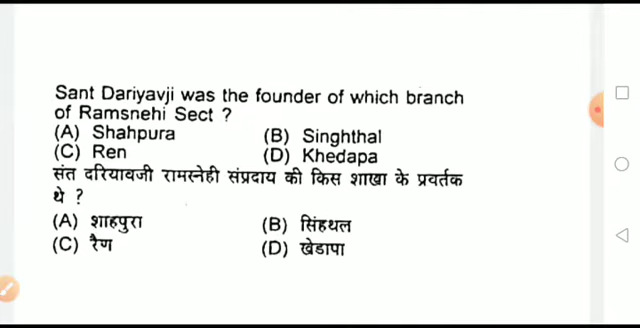 Sant Dariyavji was the founder of which branch
of Ramsnehi Sect ?
(A) Shahpura (B) Singhthal
(C) Ren (D) Khedapa
संत दरियावजी रामस्नेही संप्रदाय की किस शाखा के प्रवर्तक
थे ?
(A) शाहपुरा (B) सिंहथल
(C) रैण (D) खेडापा